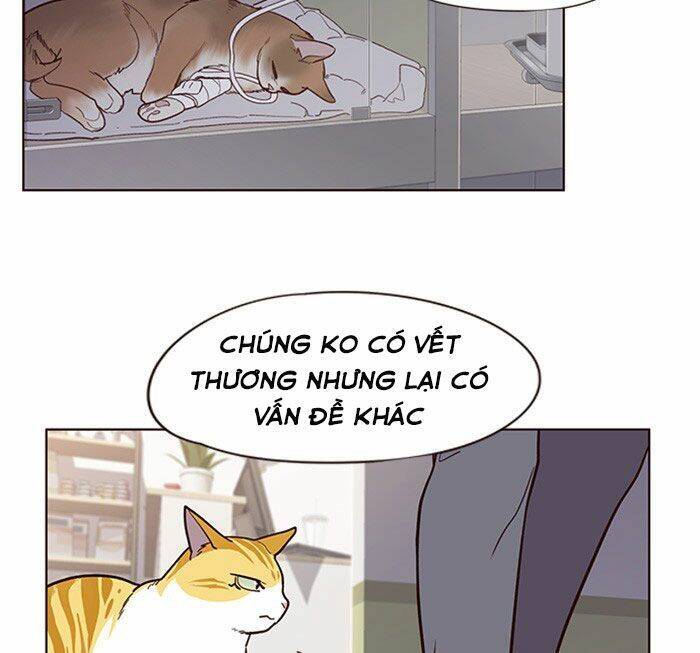 CHÚNG KO CÓ VẾT
THƯƠNG NHƯNG LẠI CÓ
VẤN ĐỀ KHÁC